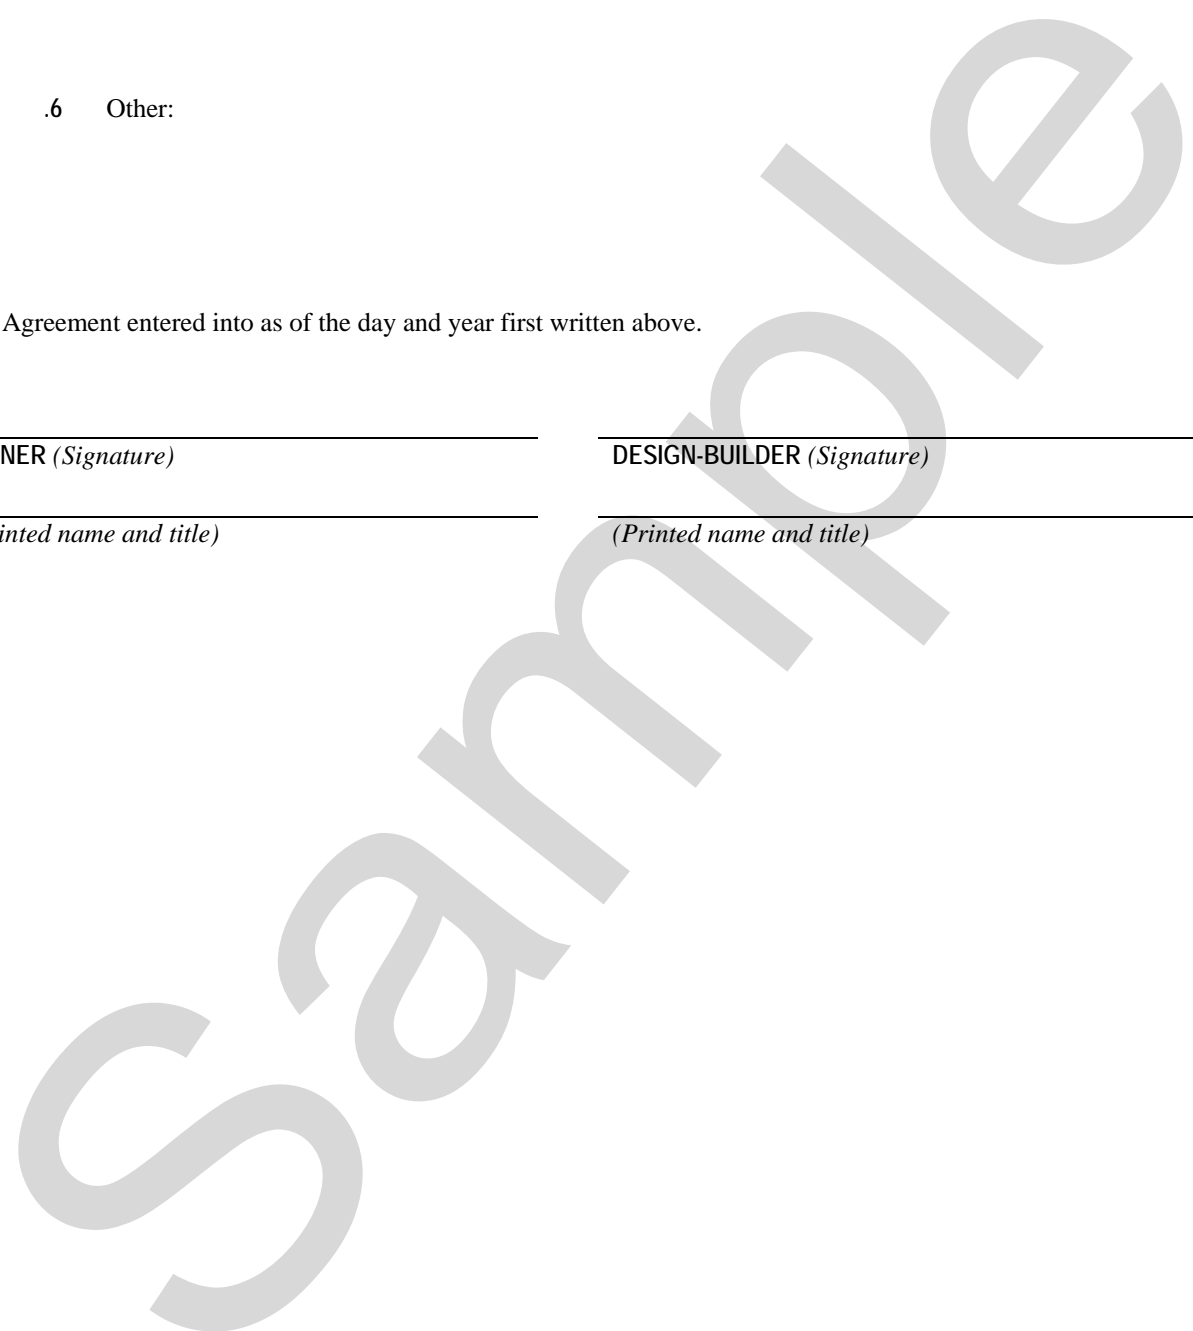 .6 Other:
Agreement entered into as of the day and year first written above.
NER (Signature) DESIGN-BUILDER (Signature)
inted name and title) (Printed name and title)
Sample